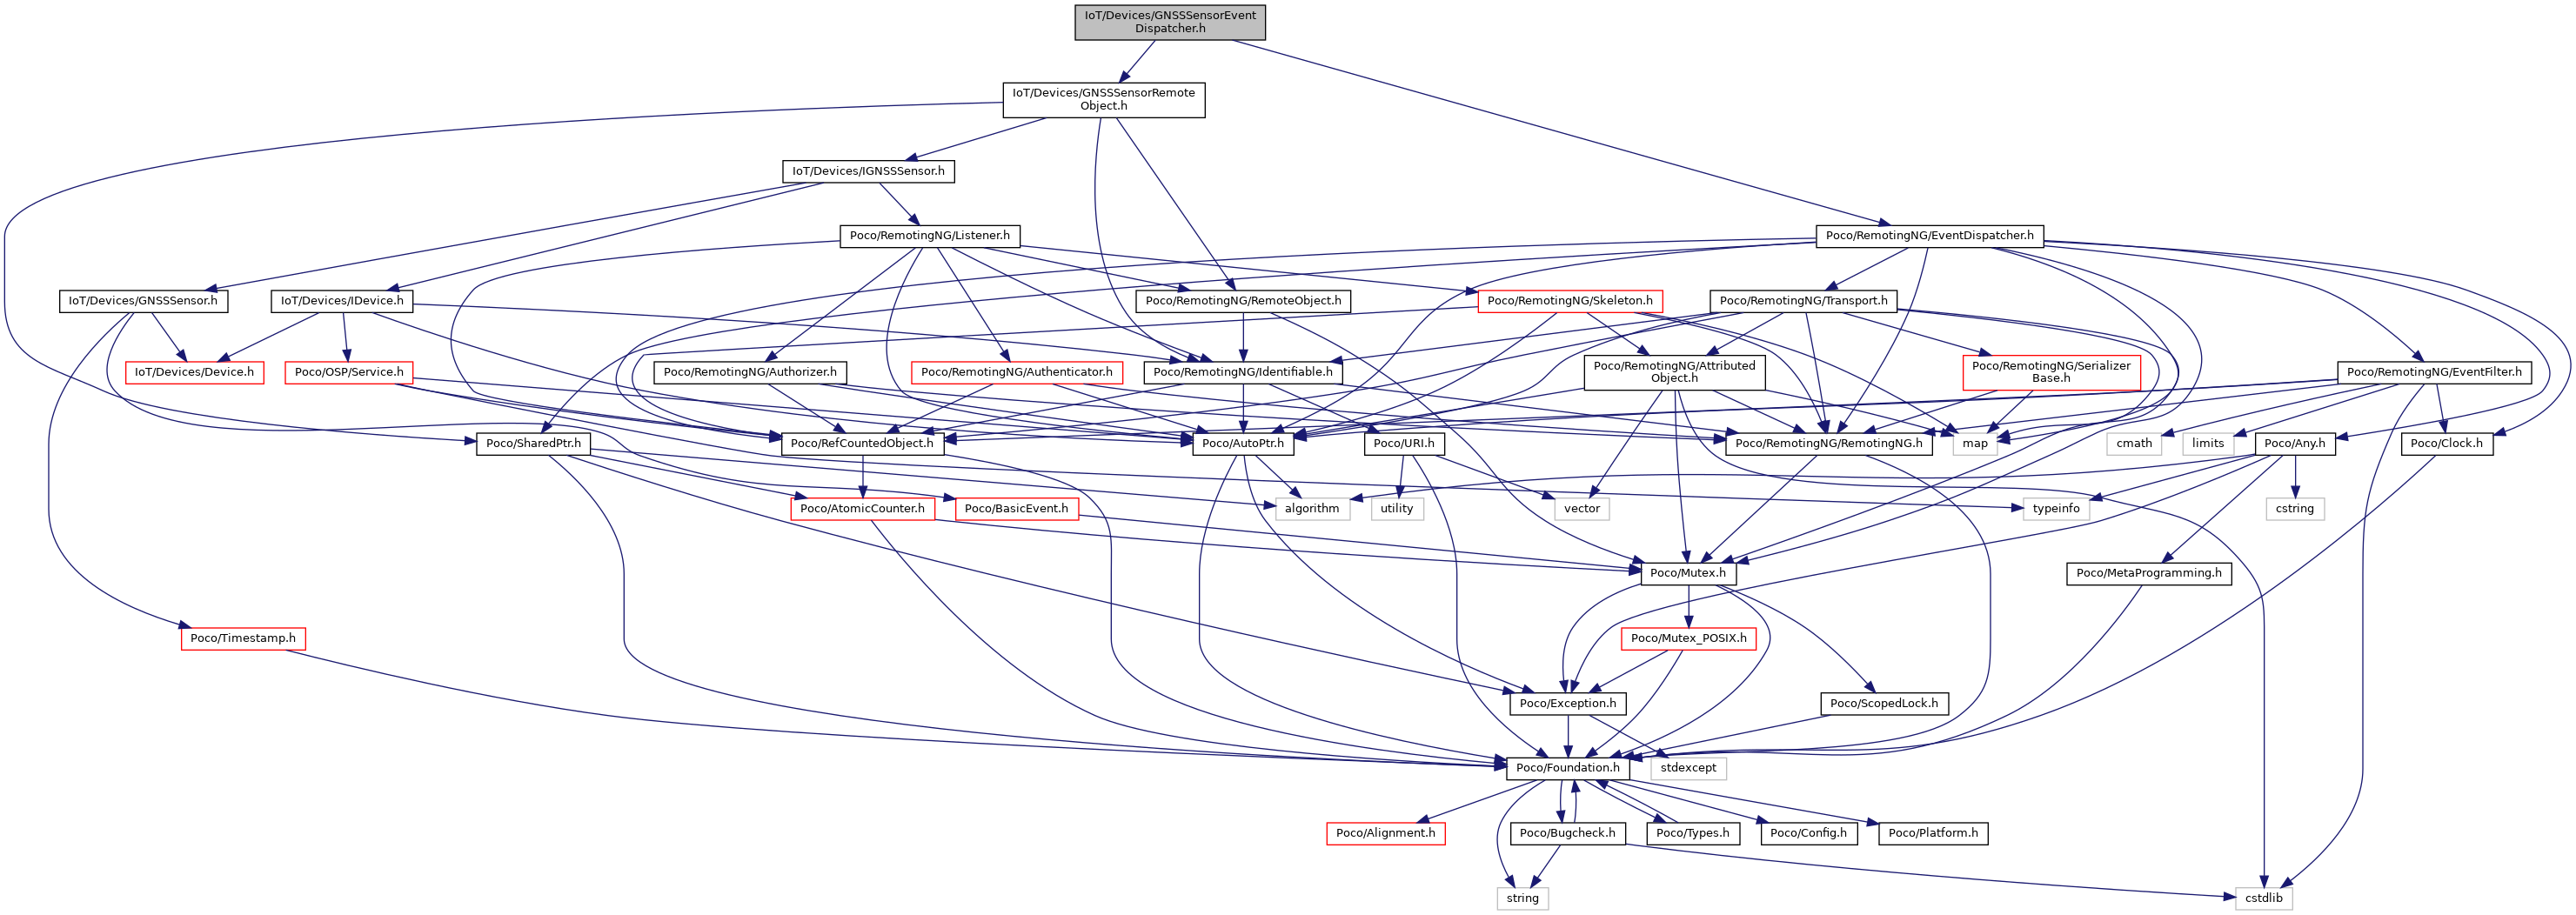 IoT/Devices/GNSSSensorEvent
Dispatcher.h
IoT/Devices/GNSSSensorRemote
Object.h
IoT/Devices/IGNSSSensor.h
Poco/RemotingNG/Listener.h
Poco/RemotingNG/EventDispatcher.h
IoT/Devices/GNSSSensor.h
IoT/Devices/IDevice.h
Poco/RemotingNG/RemoteObject.h
Poco/RemotingNG/Skeleton.h
Poco/RemotingNG/Transport.h
IoT/Devices/Device.h
Poco/OSP/Service.h
Poco/RemotingNG/Authorizer.h
Poco/RemotingNG/Authenticator.h
Poco/RemotingNG/Identifiable.h
Poco/RemotingNG/Attributed
Object.h
Poco/RemotingNG/Serializer
Base.h
Poco/RemotingNG/EventFilter.h
Poco/SharedPtr.h
Poco/RefCountedObject.h
Poco/AutoPtr.h
Poco/URI.h
Poco/RemotingNG/RemotingNG.h
map
cmath
limits
Poco/Any.h
Poco/Clock.h
Poco/AtomicCounter.h
Poco/BasicEvent.h
algorithm
utility
vector
typeinfo
cstring
Poco/Mutex.h
Poco/MetaProgramming.h
Poco/Timestamp.h
Poco/Mutex_POSIX.h
Poco/Exception.h
Poco/ScopedLock.h
Poco/Foundation.h
stdexcept
Poco/Alignment.h
Poco/Bugcheck.h
Poco/Types.h
Poco/Config.h
Poco/Platform.h
string
cstdlib